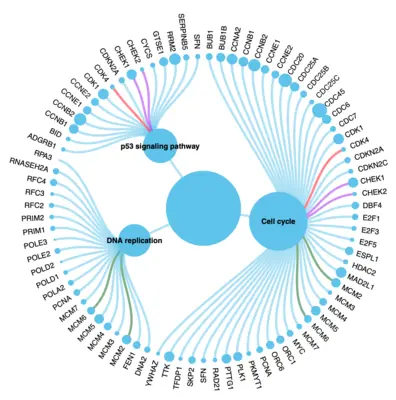 SERPINB5
RRM2
GTSE1
CYCS
CHEK2
CHEK1
CDKN2A
CDK4
CDK1
CCNE2
CCNE1
CCNB2
CCNB1
BID
ADGRB1
RPA3
RNASEH2A
RFC4
RFC3
RFC2
PRIM2
PRIM1
POLE3
POLE2
POLD2
POLD1
POLA2
PCNA
MCM7
MCM6
MCM5
MCM4
MCM3
MCM2
FEN1
DNA2
SFN
BUB1
BUB1B
CCNA2
CCNB1
CCNB2
CCNE1
CCNE2
CDC20
CDC25A
CDC25B
CDC25C
CDC45
CDC6
CDC7
CDK1
CDK4
CDKN2A
CDKN2C
CHEK1
CHEK2
DBF4
E2F1
E2F3
E2F5
ESPL1
HDAC2
MAD2L1
MCM2
MCM3
MCM4
MCM5
MCM6
MCM7
MYC
ORC1
ORC6
PCNA
PKMYT1
PLK1
PTTG1
RAD21
SFN
SKP2
TFDP1
TTK
YWHAZ
p53 signaling pathway
Cell cycle
DNA replication